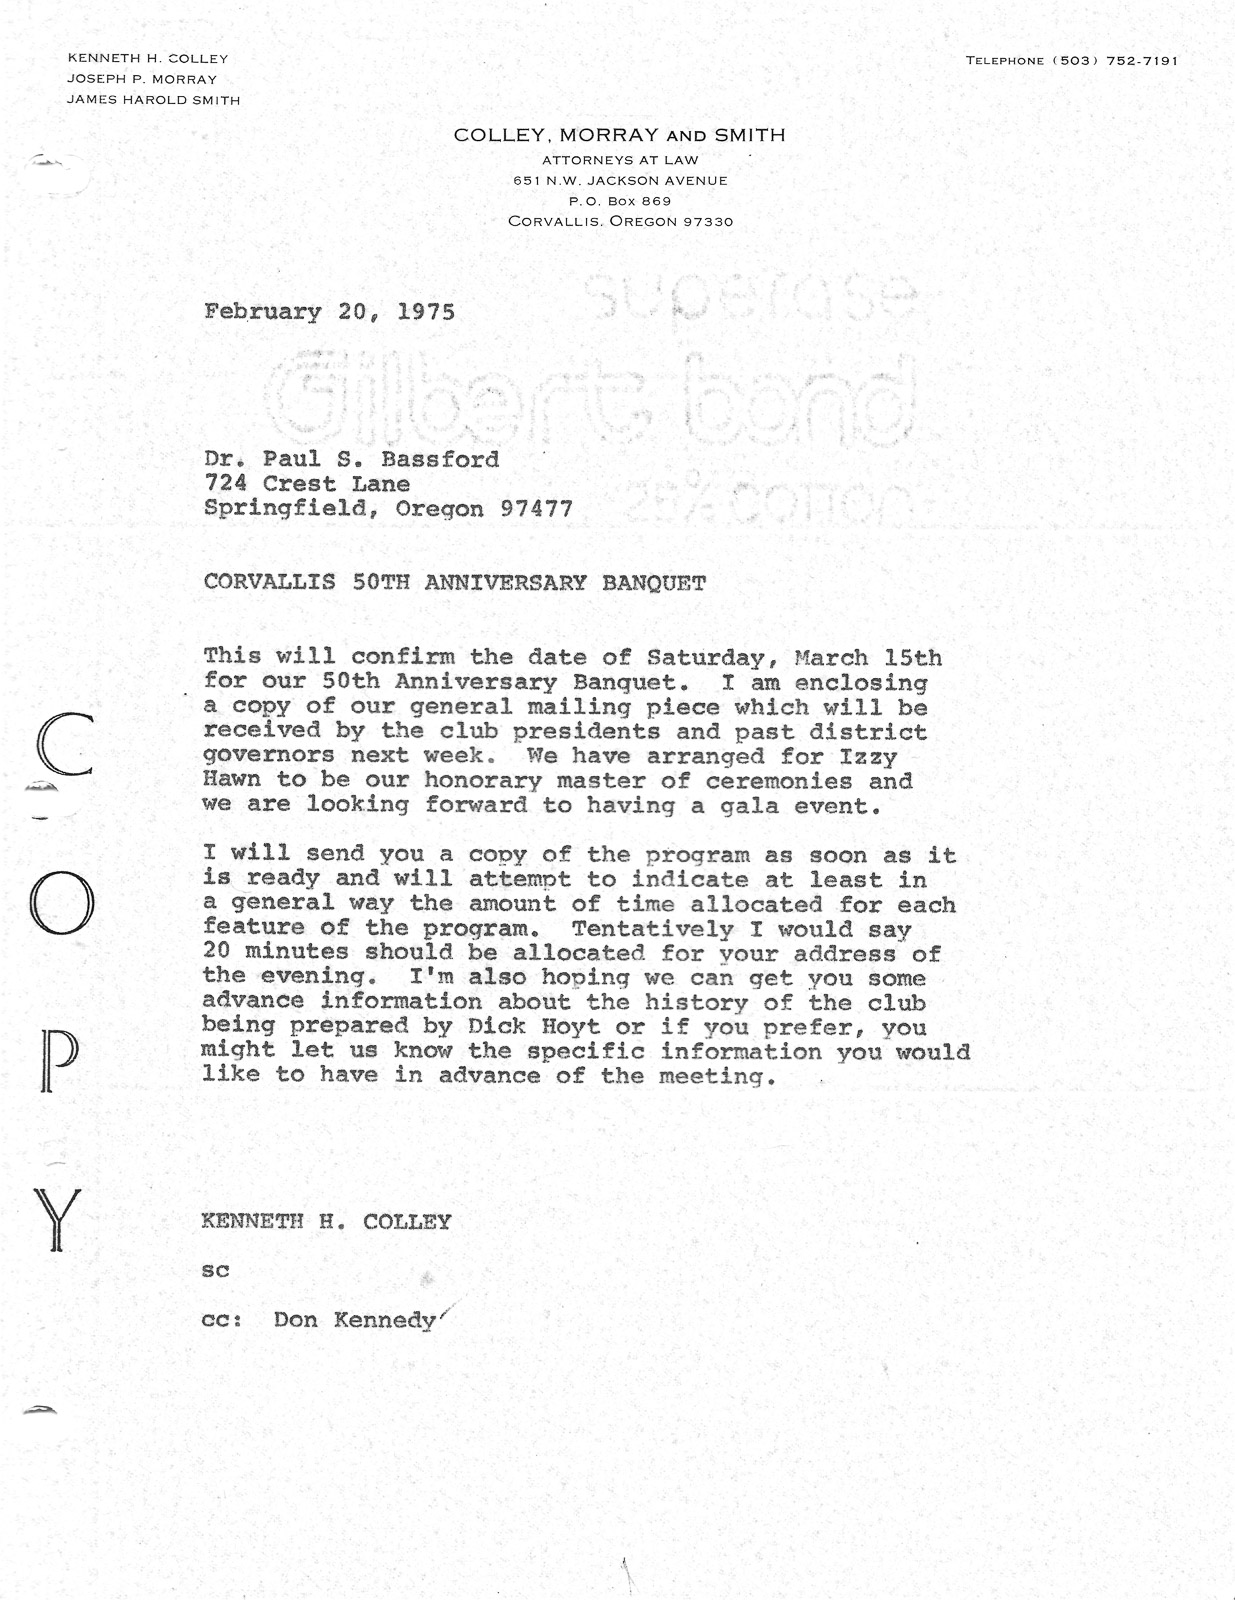 KENNETH H. COLLEY
JOSEPH P. MORRAY
JAMES HAROLD SMITH
TELEPHONE (503) 752-7191
COLLEY, MORRAY AND SMITH
ATTORNEYS AT LAW
651 N.W. JACKSON AVENUE
P.O. Box 869
CORVALLIS, OREGON 97330
superase
February 20, 1975
Gilbert bond
Dr. Paul S. Bassford
724 Crest Lane
25% cotton
Springfield, Oregon 97477
CORVALLIS 50TH ANNIVERSARY BANQUET
This will confirm the date of Saturday, March 15th
for our 50th Anniversary Banquet.  I am enclosing
a copy of our general mailing piece which will be
received by the club presidents and past district
governors next week.  We have arranged for Izzy
Hawn to be our honorary master of ceremonies and
we are looking forward to having a gala event.
I will send you a copy of the program as soon as it
is ready and will attempt to indicate at least in
a general way the amount of time allocated for each
feature of the program.  Tentatively I would say
20 minutes should be allocated for your address of
the evening.  I'm also hoping we can get you some
advance information about the history of the club
being prepared by Dick Hoyt or if you prefer, you
might let us know the specific information you would
like to have in advance of the meeting.
KENNETH H. COLLEY
sc
cc:  Don Kennedy
COPY